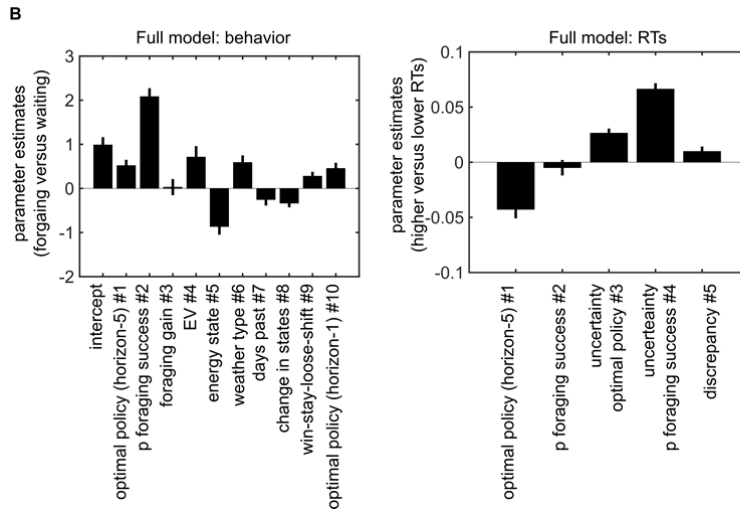 B
Full model: behavior
parameter estimates
(forgaing versus waiting)
3
2
1
0
-1
-2
intercept
optimal policy (horizon-5) #1
p foraging success #2
foraging gain #3
EV #4
energy state #5
weather type #6
days past #7
change in states #8
win-stay-loose-shift #9
optimal policy (horizon-1) #10
Full model: RTs
parameter estimates
(higher versus lower RTs)
0.1
0.05
0
-0.05
-0.1
optimal policy (horizon-5) #1
p foraging success #2
uncertainty
optimal policy #3
uncerteainty
p foraging success #4
discrepancy #5